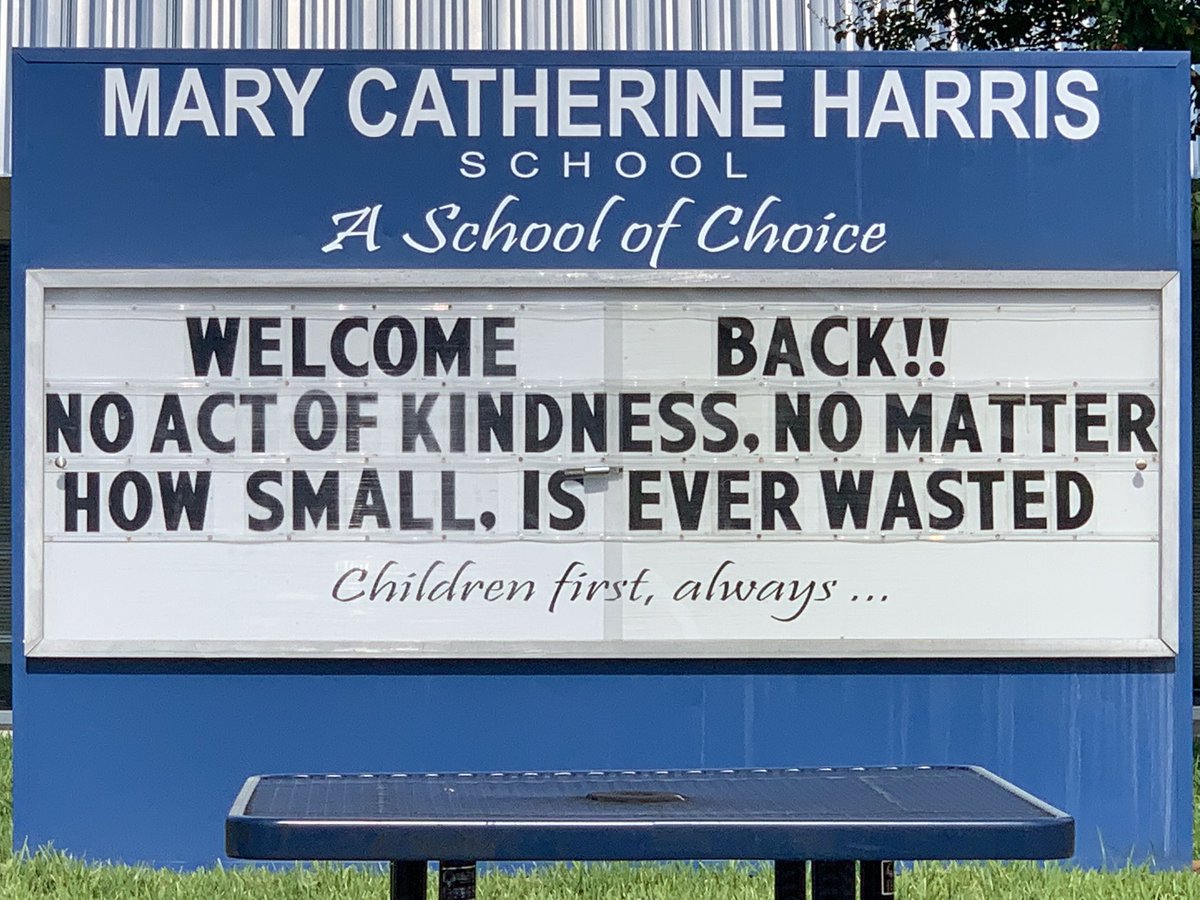 MARY CATHERINE HARRIS
SCHOOL
A School of Choice
WELCOME BACK!!
NO ACT OF KINDNESS, NO MATTER
HOW SMALL, IS EVER WASTED
Children first, always ...